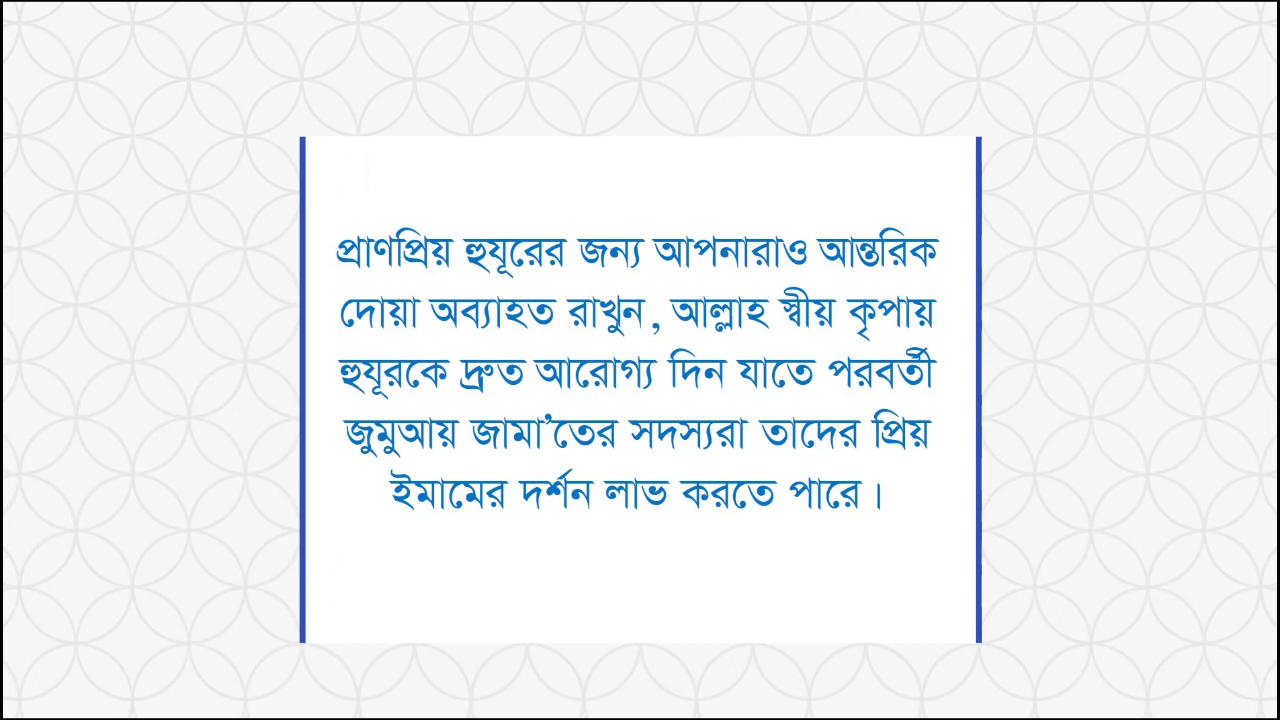 প্রাণপ্রিয় হুযূরের জন্য আপনারাও আন্তরিক
দোয়া অব্যাহত রাখুন, আল্লাহ স্বীয় কৃপায়
হুযূরকে দ্রুত আরোগ্য দিন যাতে পরবর্তী
জুমুআয় জামা’তের সদস্যরা তাদের প্রিয়
ইমামের দর্শন লাভ করতে পারে।